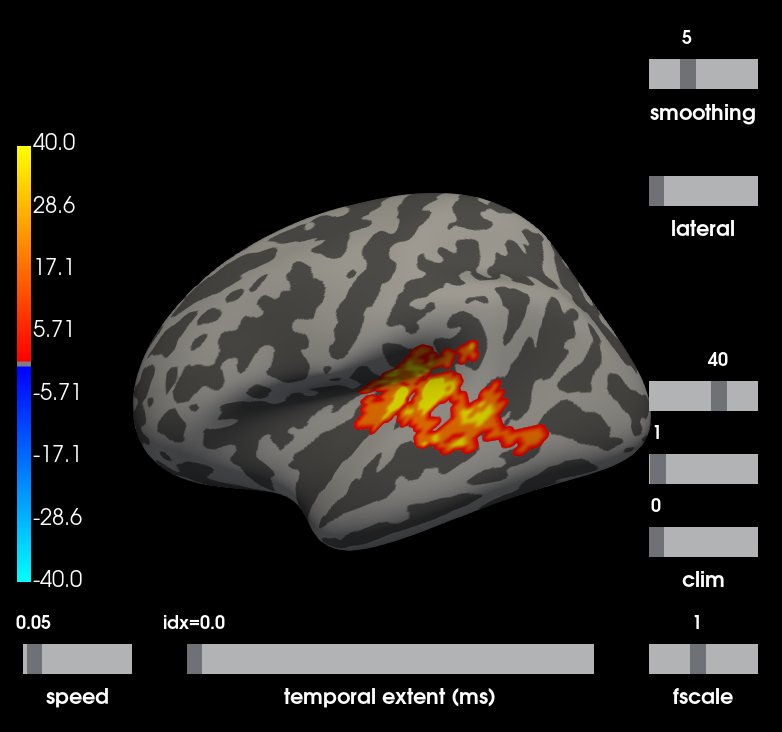 5
smoothing
40.0
28.6
17.1
5.71
-5.71
-17.1
-28.6
-40.0
lateral
40
1
0
clim
0.05
speed
idx=0.0
temporal extent (ms)
1
fscale